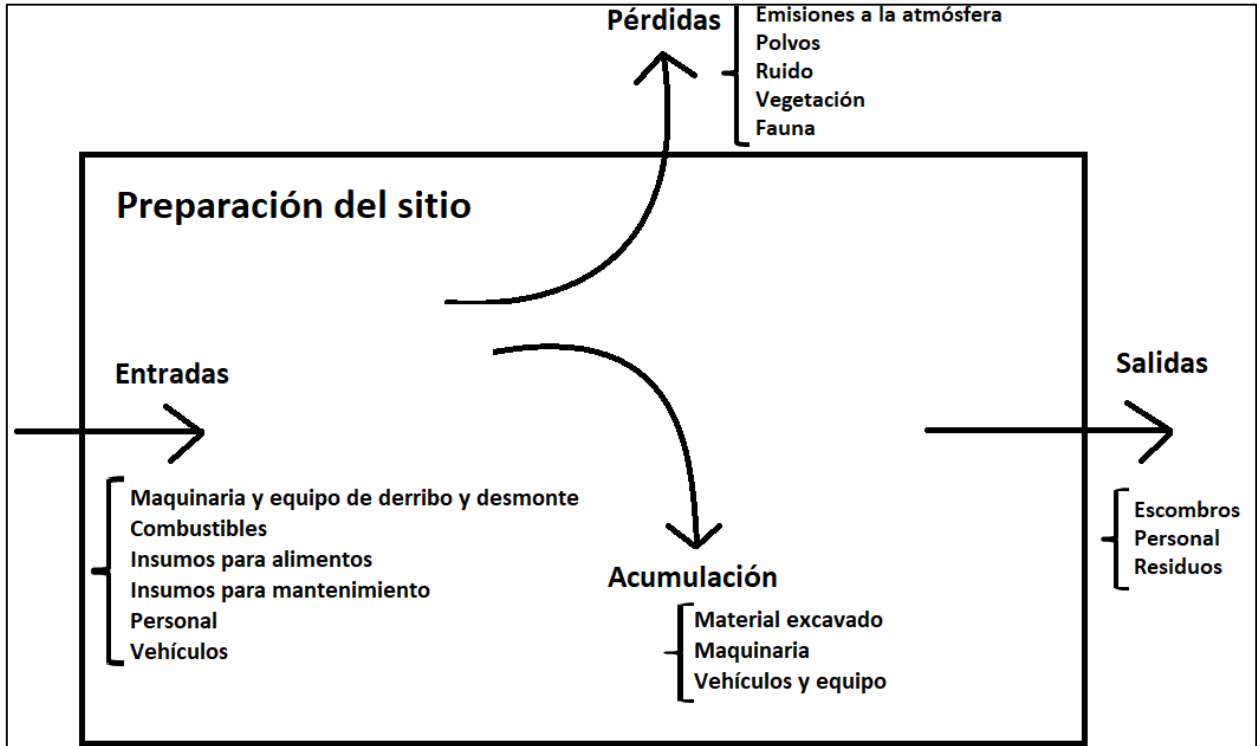 Pérdidas
Emisiones a la atmósfera
Polvos
Ruido
Vegetación
Fauna
Preparación del sitio
Entradas
Maquinaria y equipo de derribo y desmonte
Combustibles
Insumos para alimentos
Insumos para mantenimiento
Personal
Vehículos
Acumulación
Material excavado
Maquinaria
Vehículos y equipo
Salidas
Escombros
Personal
Residuos